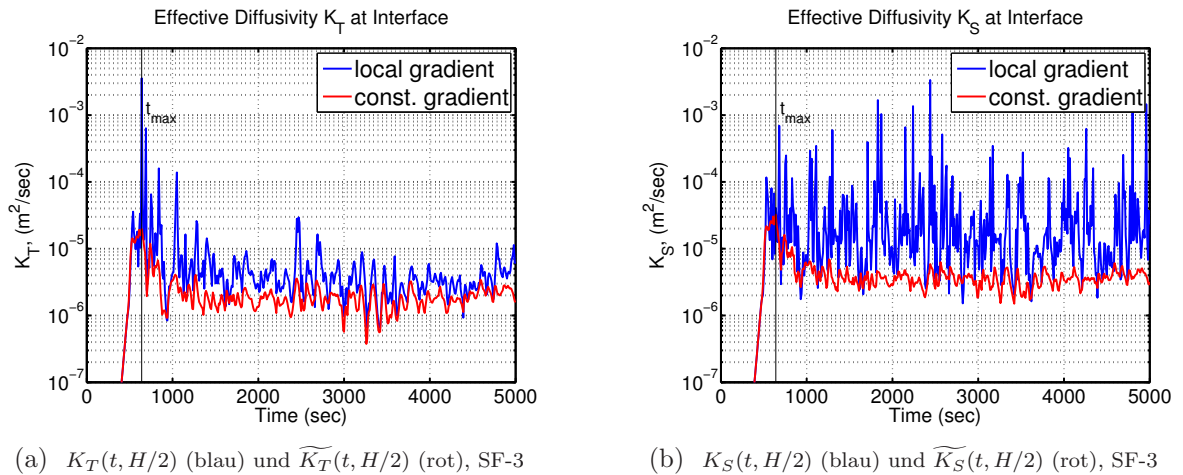 Effective Diffusivity K_T at Interface
10^-2
10^-3
10^-4
10^-5
10^-6
10^-7
K_T, (m^2/sec)
local gradient
const. gradient
t_max
0 1000 2000 3000 4000 5000
Time (sec)
(a) K_T(t, H/2) (blau) und \widetilde{K_T}(t, H/2) (rot), SF-3
Effective Diffusivity K_S at Interface
10^-2
10^-3
10^-4
10^-5
10^-6
10^-7
K_S, (m^2/sec)
local gradient
const. gradient
t_max
0 1000 2000 3000 4000 5000
Time (sec)
(b) K_S(t, H/2) (blau) und \widetilde{K_S}(t, H/2) (rot), SF-3